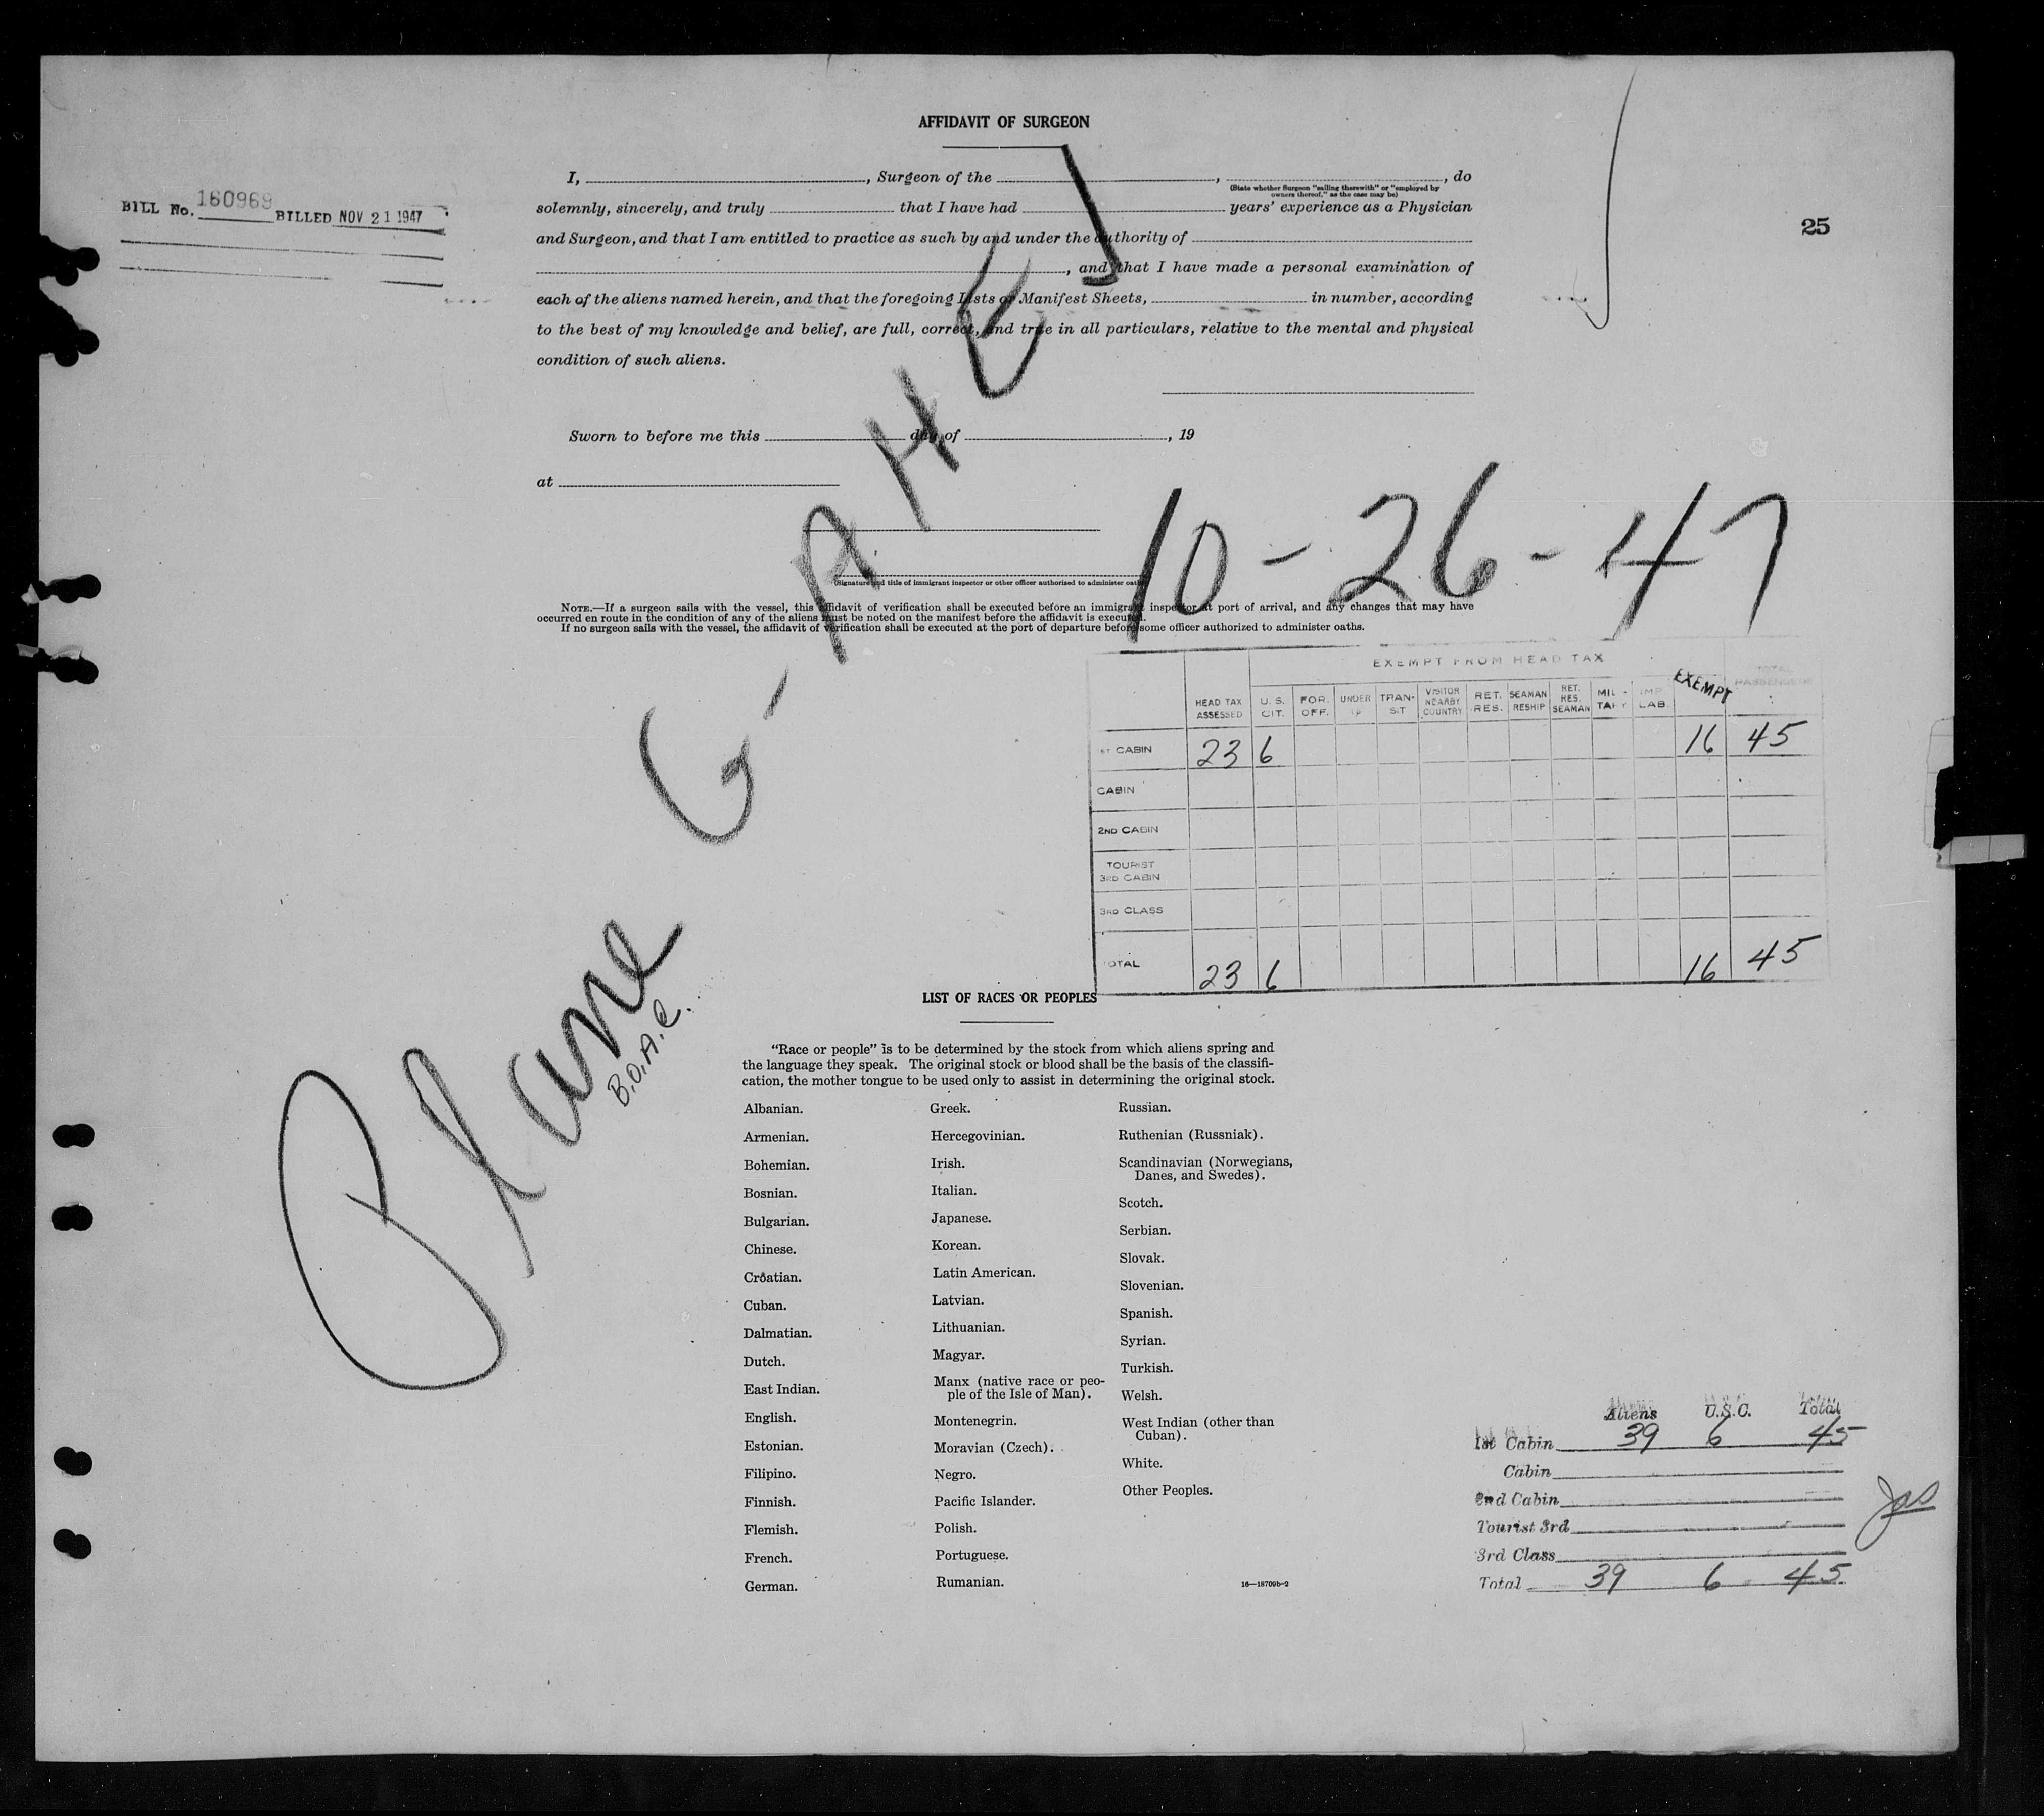 AFFIDAVIT OF SURGEON
I, , Surgeon of the , , do
(State whether Surgeon "sailing therewith" or "employed by
owners thereof," as the case may be)
solemnly, sincerely, and truly that I have had years' experience as a Physician
and Surgeon, and that I am entitled to practice as such by and under the authority of
, and that I have made a personal examination of
each of the aliens named herein, and that the foregoing Lists or Manifest Sheets, in number, according
to the best of my knowledge and belief, are full, correct, and true in all particulars, relative to the mental and physical
condition of such aliens.
Sworn to before me this day of , 19
at
(Signature and title of immigrant inspector or other officer authorized to administer oaths)
NOTE.—If a surgeon sails with the vessel, this affidavit of verification shall be executed before an immigrant inspector at port of arrival, and any changes that may have
occurred en route in the condition of any of the aliens must be noted on the manifest before the affidavit is executed.
If no surgeon sails with the vessel, the affidavit of verification shall be executed at the port of departure before some officer authorized to administer oaths.
BILL No. 160969 BILLED NOV 21 1947
25
Plane G-AHEJ
B.O.A.C.
10-26-47
EXEMPT FROM HEAD TAX
HEAD TAX ASSESSED U. S. CIT. FOR. OFF. UNDER TRAN-SIT VISITOR NEARBY COUNTRY RET. RES. SEAMAN RESHIP RET. RES. SEAMAN MIL-TARY IMP. LAB. EXEMPT TOTAL PASSENGERS
1ST CABIN 23 6 16 45
CABIN
2ND CABIN
TOURIST
3RD CABIN
3RD CLASS
TOTAL 23 6 16 45
LIST OF RACES OR PEOPLES
"Race or people" is to be determined by the stock from which aliens spring and
the language they speak. The original stock or blood shall be the basis of the classifi-
cation, the mother tongue to be used only to assist in determining the original stock.
Albanian.
Armenian.
Bohemian.
Bosnian.
Bulgarian.
Chinese.
Croatian.
Cuban.
Dalmatian.
Dutch.
East Indian.
English.
Estonian.
Filipino.
Finnish.
Flemish.
French.
German.
Greek.
Hercegovinian.
Irish.
Italian.
Japanese.
Korean.
Latin American.
Latvian.
Lithuanian.
Magyar.
Manx (native race or peo-
ple of the Isle of Man).
Montenegrin.
Moravian (Czech).
Negro.
Pacific Islander.
Polish.
Portuguese.
Rumanian.
Russian.
Ruthenian (Russniak).
Scandinavian (Norwegians,
Danes, and Swedes).
Scotch.
Serbian.
Slovak.
Slovenian.
Spanish.
Syrian.
Turkish.
Welsh.
West Indian (other than
Cuban).
White.
Other Peoples.
16—18709b-2
Aliens U.S.C. Total
1st Cabin 39 6 45
Cabin
2nd Cabin
Tourist 3rd
3rd Class
Total 39 6 45